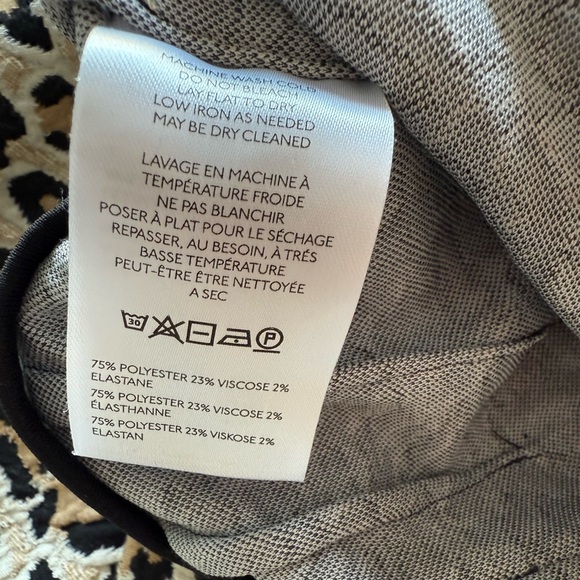 MACHINE WASH COLD
DO NOT BLEACH
LAY FLAT TO DRY
LOW IRON AS NEEDED
MAY BE DRY CLEANED
LAVAGE EN MACHINE À
TEMPÉRATURE FROIDE
NE PAS BLANCHIR
POSER À PLAT POUR LE SÉCHAGE
REPASSER, AU BESOIN, À TRÉS
BASSE TEMPÉRATURE
PEUT-ÊTRE ÊTRE NETTOYÉE
A SEC
30 P
75% POLYESTER 23% VISCOSE 2%
ELASTANE
75% POLYESTER 23% VISCOSE 2%
ÉLASTHANNE
75% POLYESTER 23% VISKOSE 2%
ELASTAN